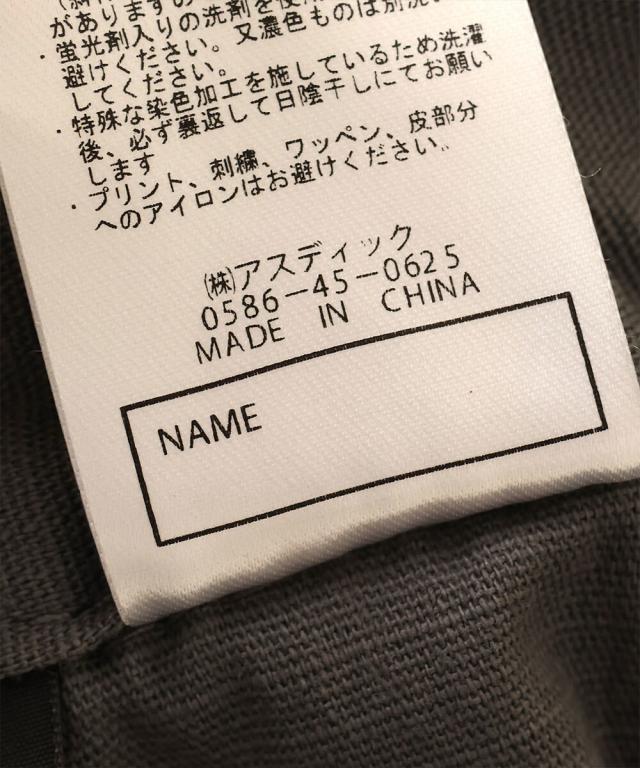 がありますの
・蛍光剤入りの洗剤を使用
避けください。又濃色ものは別洗い
してください。
・特殊な染色加工を施しているため洗濯
後、必ず裏返して日陰干しにてお願い
します
・プリント、刺繍、ワッペン、皮部分
へのアイロンはお避けください。
㈱アスディック
0586−45−0625
MADE IN CHINA
NAME